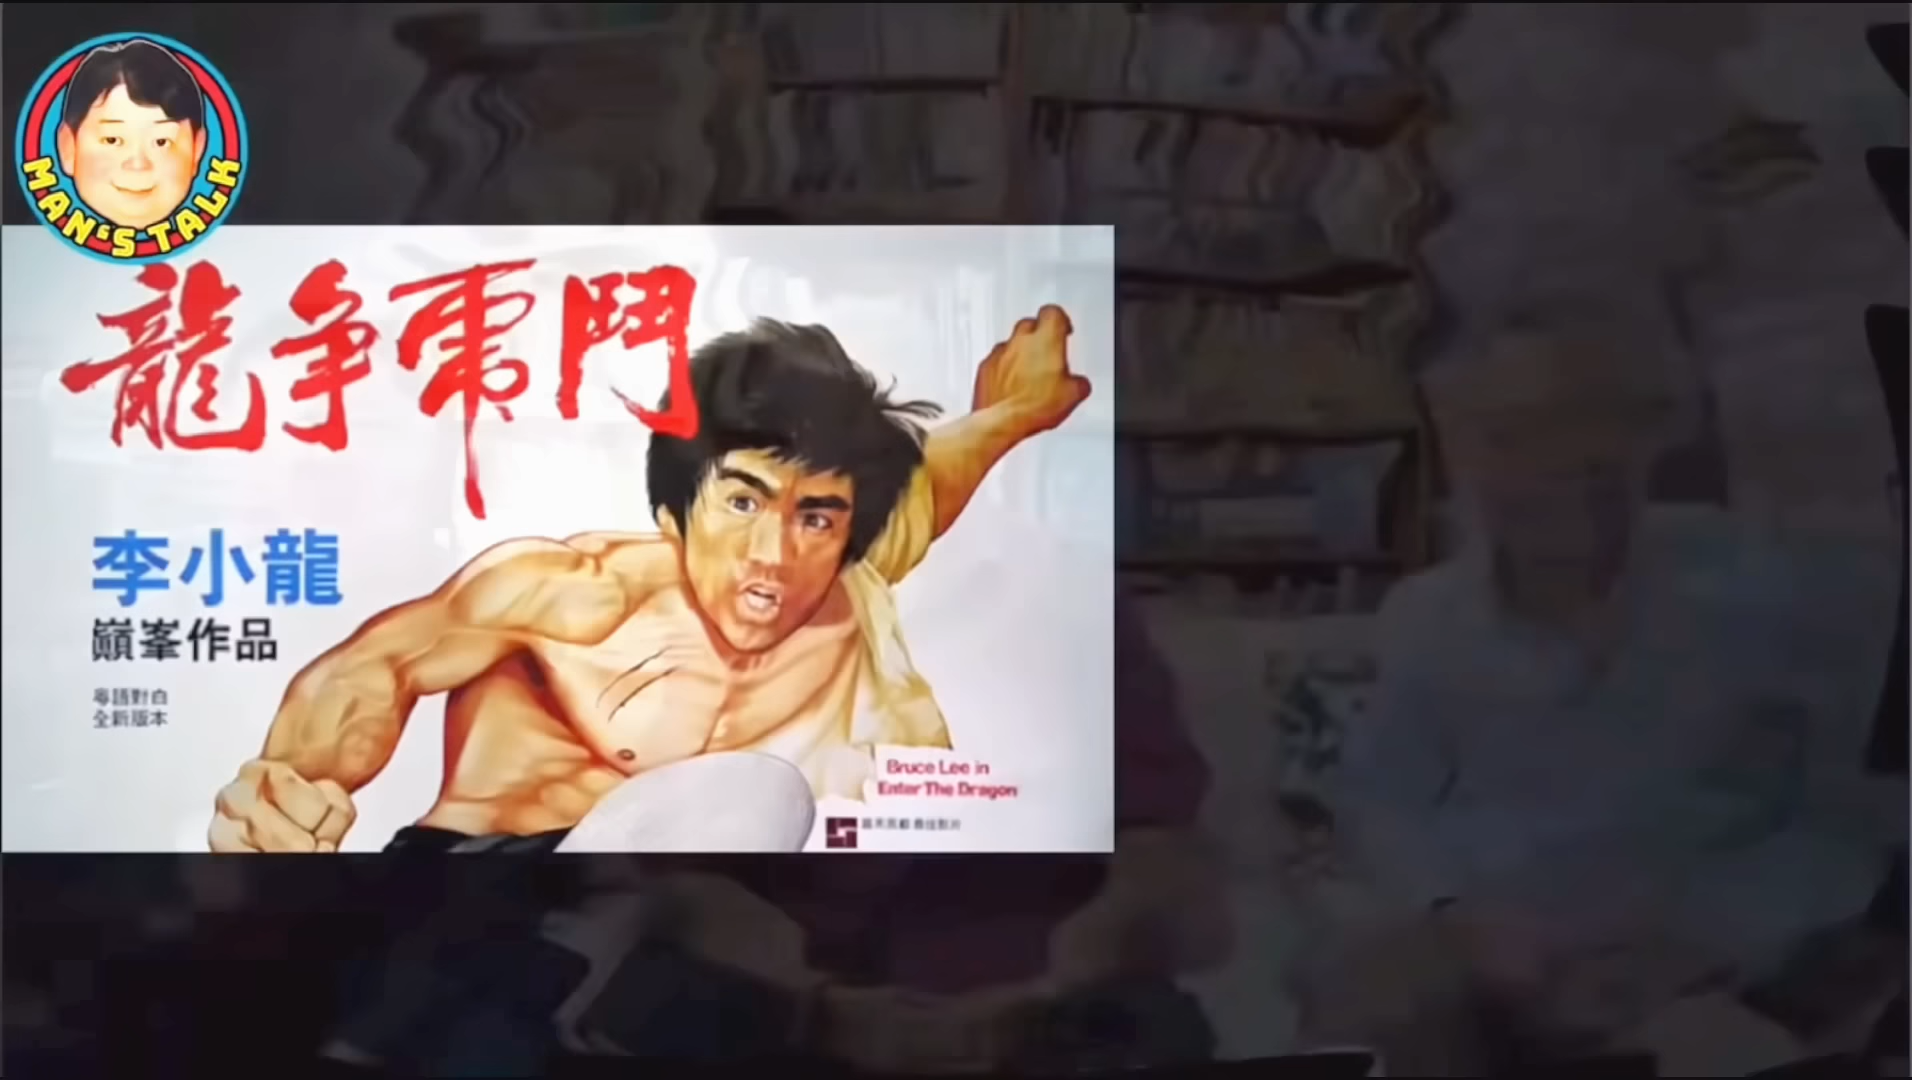 MAN'S TALK
龍争虎鬥
李小龍
巔峯作品
粵語對白
全新版本
Bruce Lee in
Enter The Dragon